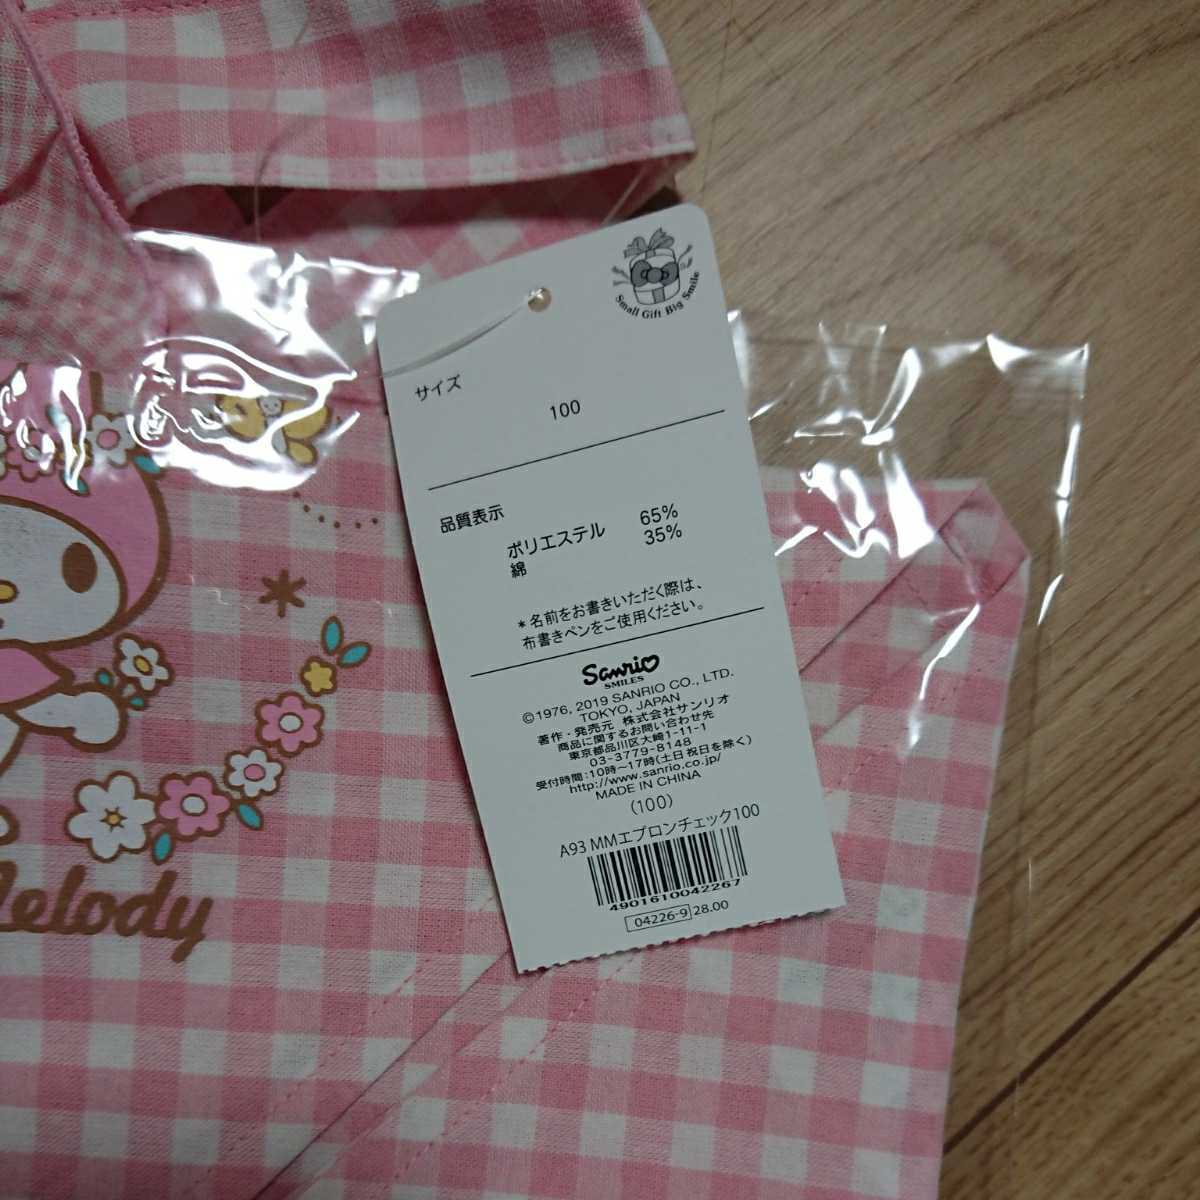 Small Gift Big Smile
サイズ
100
品質表示
ポリエステル 65%
綿 35%
*名前をお書きいただく際は、
布書きペンをご使用ください。
Sanrio
SMILES
©1976, 2019 SANRIO CO., LTD.
TOKYO, JAPAN
著作・発売元 株式会社サンリオ
商品に関するお問い合わせ先
東京都品川区大崎1-11-1
03-3779-8148
受付時間:10時〜17時(土日祝日を除く)
http://www.sanrio.co.jp/
MADE IN CHINA
(100)
A93 MMエプロンチェック100
4901610042267
04226-9 28.00
Melody